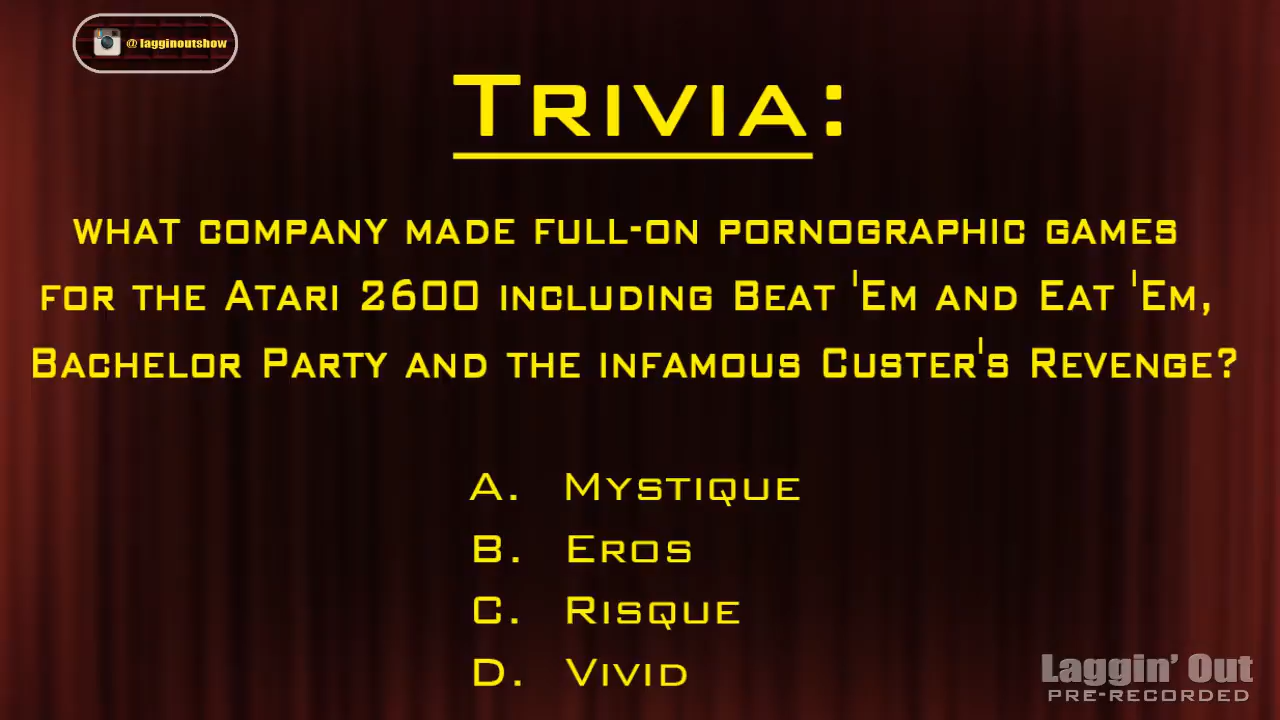 @ lagginoutshow
Trivia:
what company made full-on pornographic games
for the Atari 2600 including Beat 'Em and Eat 'Em,
Bachelor Party and the infamous Custer's Revenge?
A. Mystique
B. Eros
C. Risque
D. Vivid
Laggin' Out
PRE-RECORDED